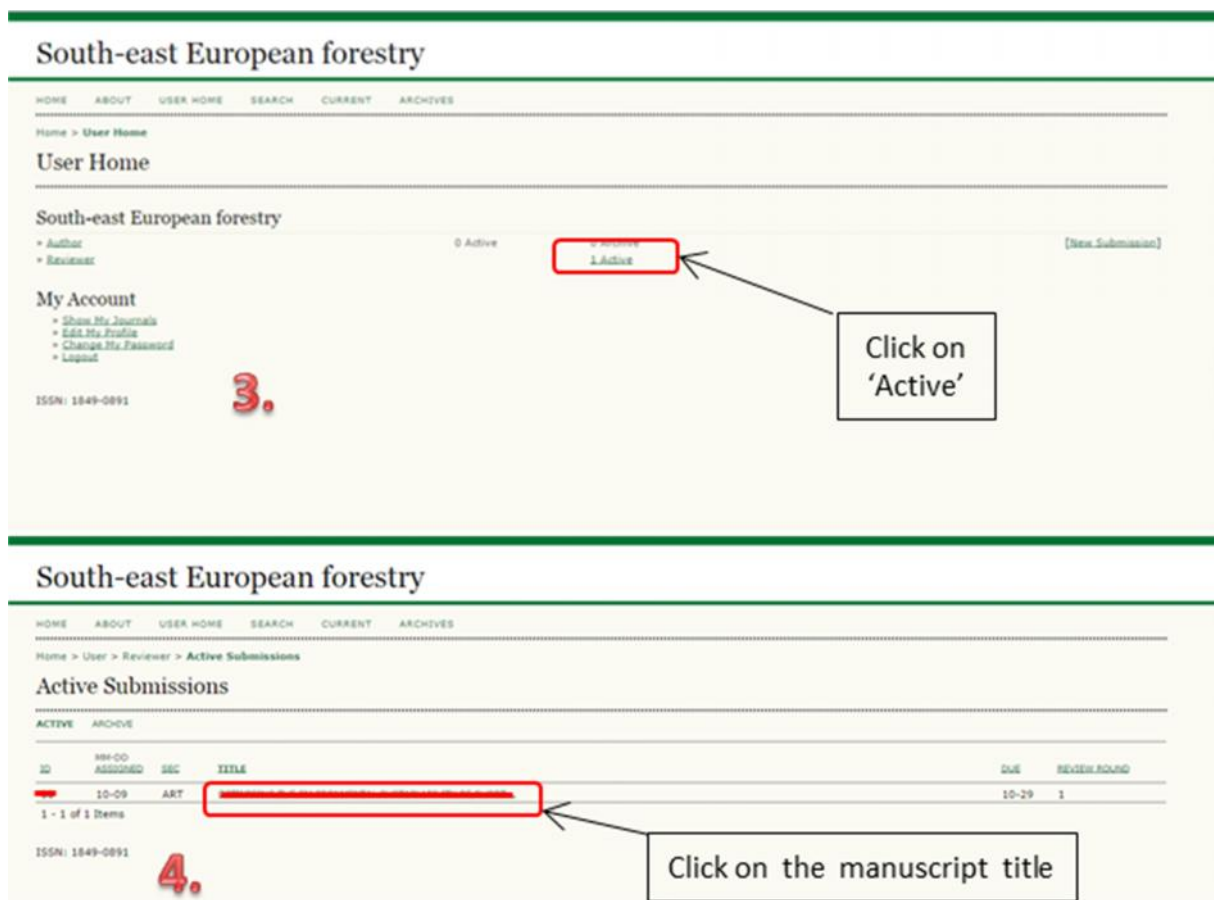 South-east European forestry
HOME ABOUT USER HOME SEARCH CURRENT ARCHIVES
Home > User Home
User Home
South-east European forestry
» Author 0 Active 0 Archive [New Submission]
» Reviewer 1 Active
My Account
» Show My Journals
» Edit My Profile
» Change My Password
» Logout
ISSN: 1849-0891
3.
Click on
'Active'
South-east European forestry
HOME ABOUT USER HOME SEARCH CURRENT ARCHIVES
Home > User > Reviewer > Active Submissions
Active Submissions
ACTIVE ARCHIVE
MM-DD
ID ASSIGNED SEC TITLE DUE REVIEW ROUND
10-09 ART 10-29 1
1 - 1 of 1 Items
ISSN: 1849-0891
4.
Click on the manuscript title